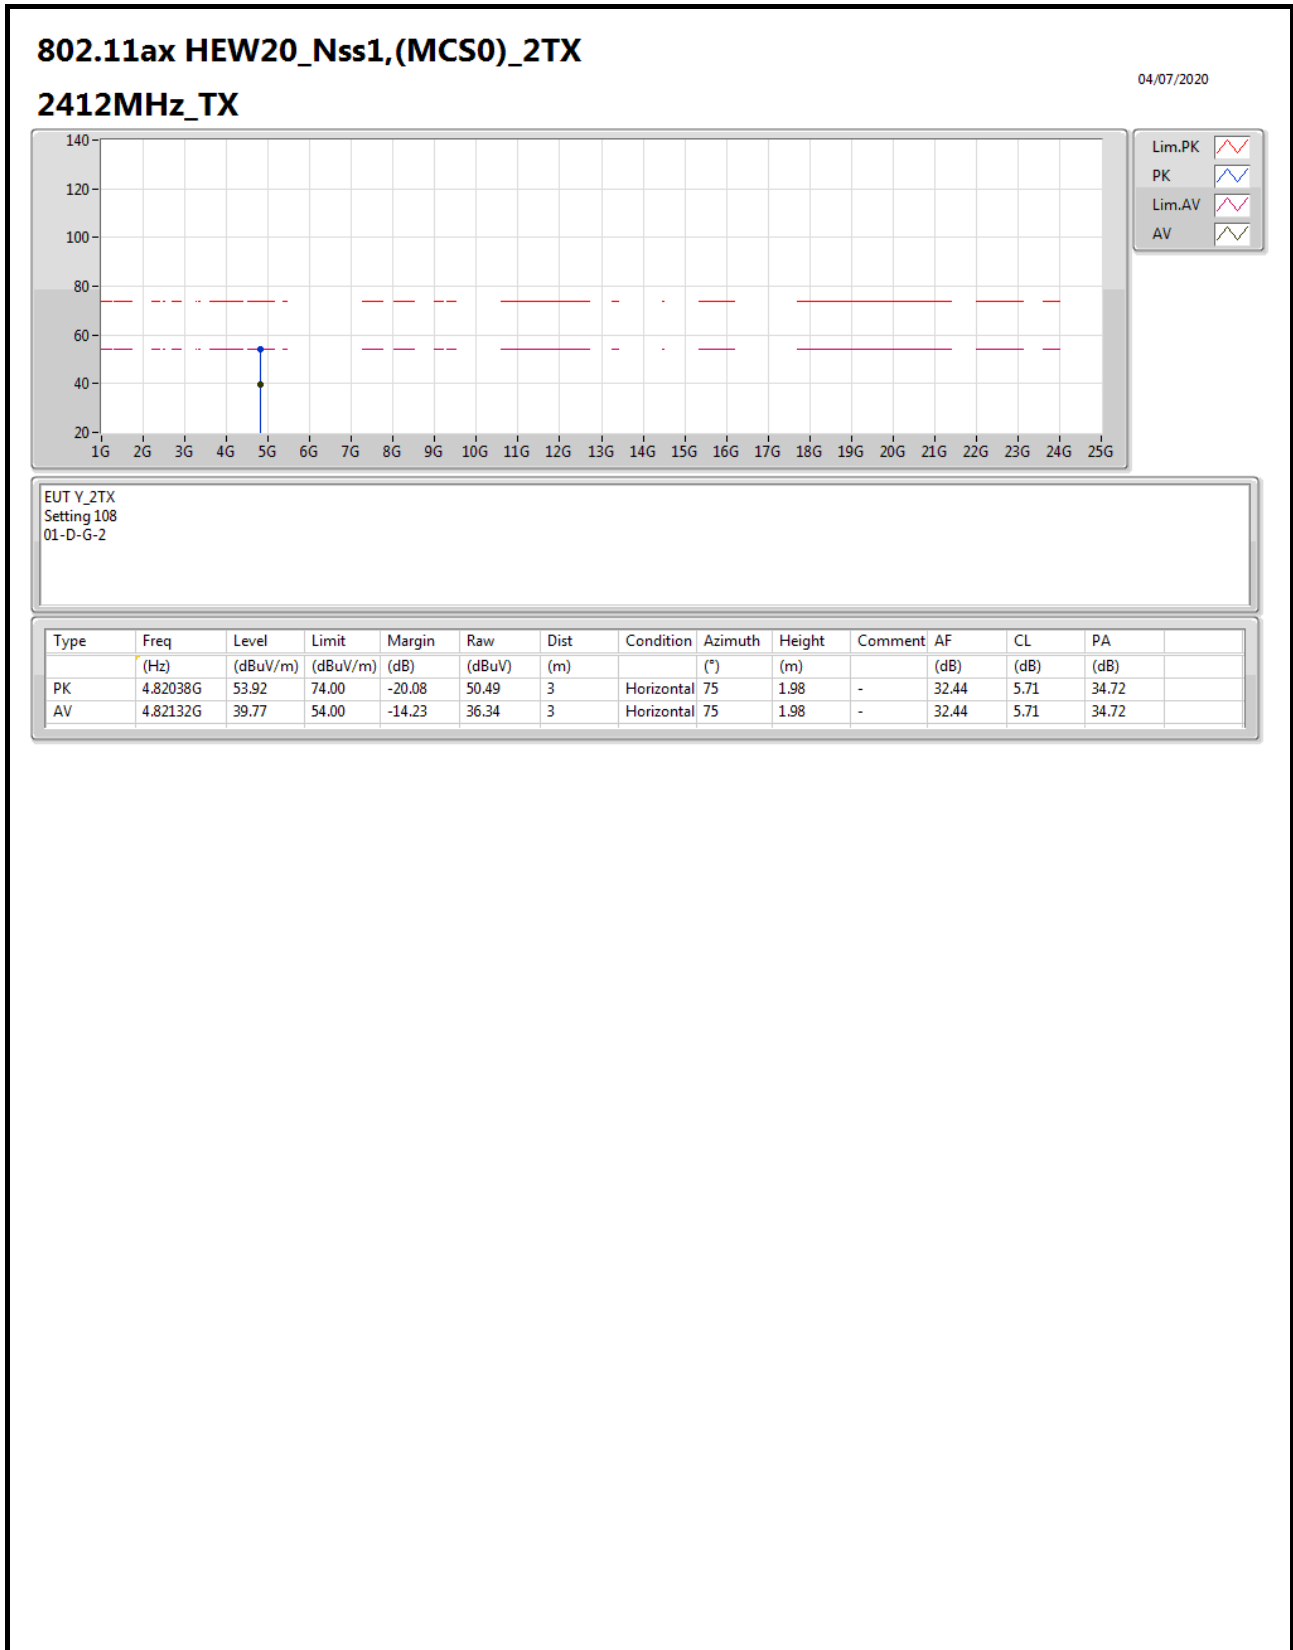 802.11ax HEW20_Nss1,(MCS0)_2TX
04/07/2020
2412MHz_TX
140
120
100
80
60
40
20
1G 2G 3G 4G 5G 6G 7G 8G 9G 10G 11G 12G 13G 14G 15G 16G 17G 18G 19G 20G 21G 22G 23G 24G 25G
Lim.PK
PK
Lim.AV
AV
EUT Y_2TX
Setting 108
01-D-G-2
Type Freq Level Limit Margin Raw Dist Condition Azimuth Height Comment AF CL PA
(Hz) (dBuV/m) (dBuV/m) (dB) (dBuV) (m) (°) (m) (dB) (dB) (dB)
PK 4.82038G 53.92 74.00 -20.08 50.49 3 Horizontal 75 1.98 - 32.44 5.71 34.72
AV 4.82132G 39.77 54.00 -14.23 36.34 3 Horizontal 75 1.98 - 32.44 5.71 34.72